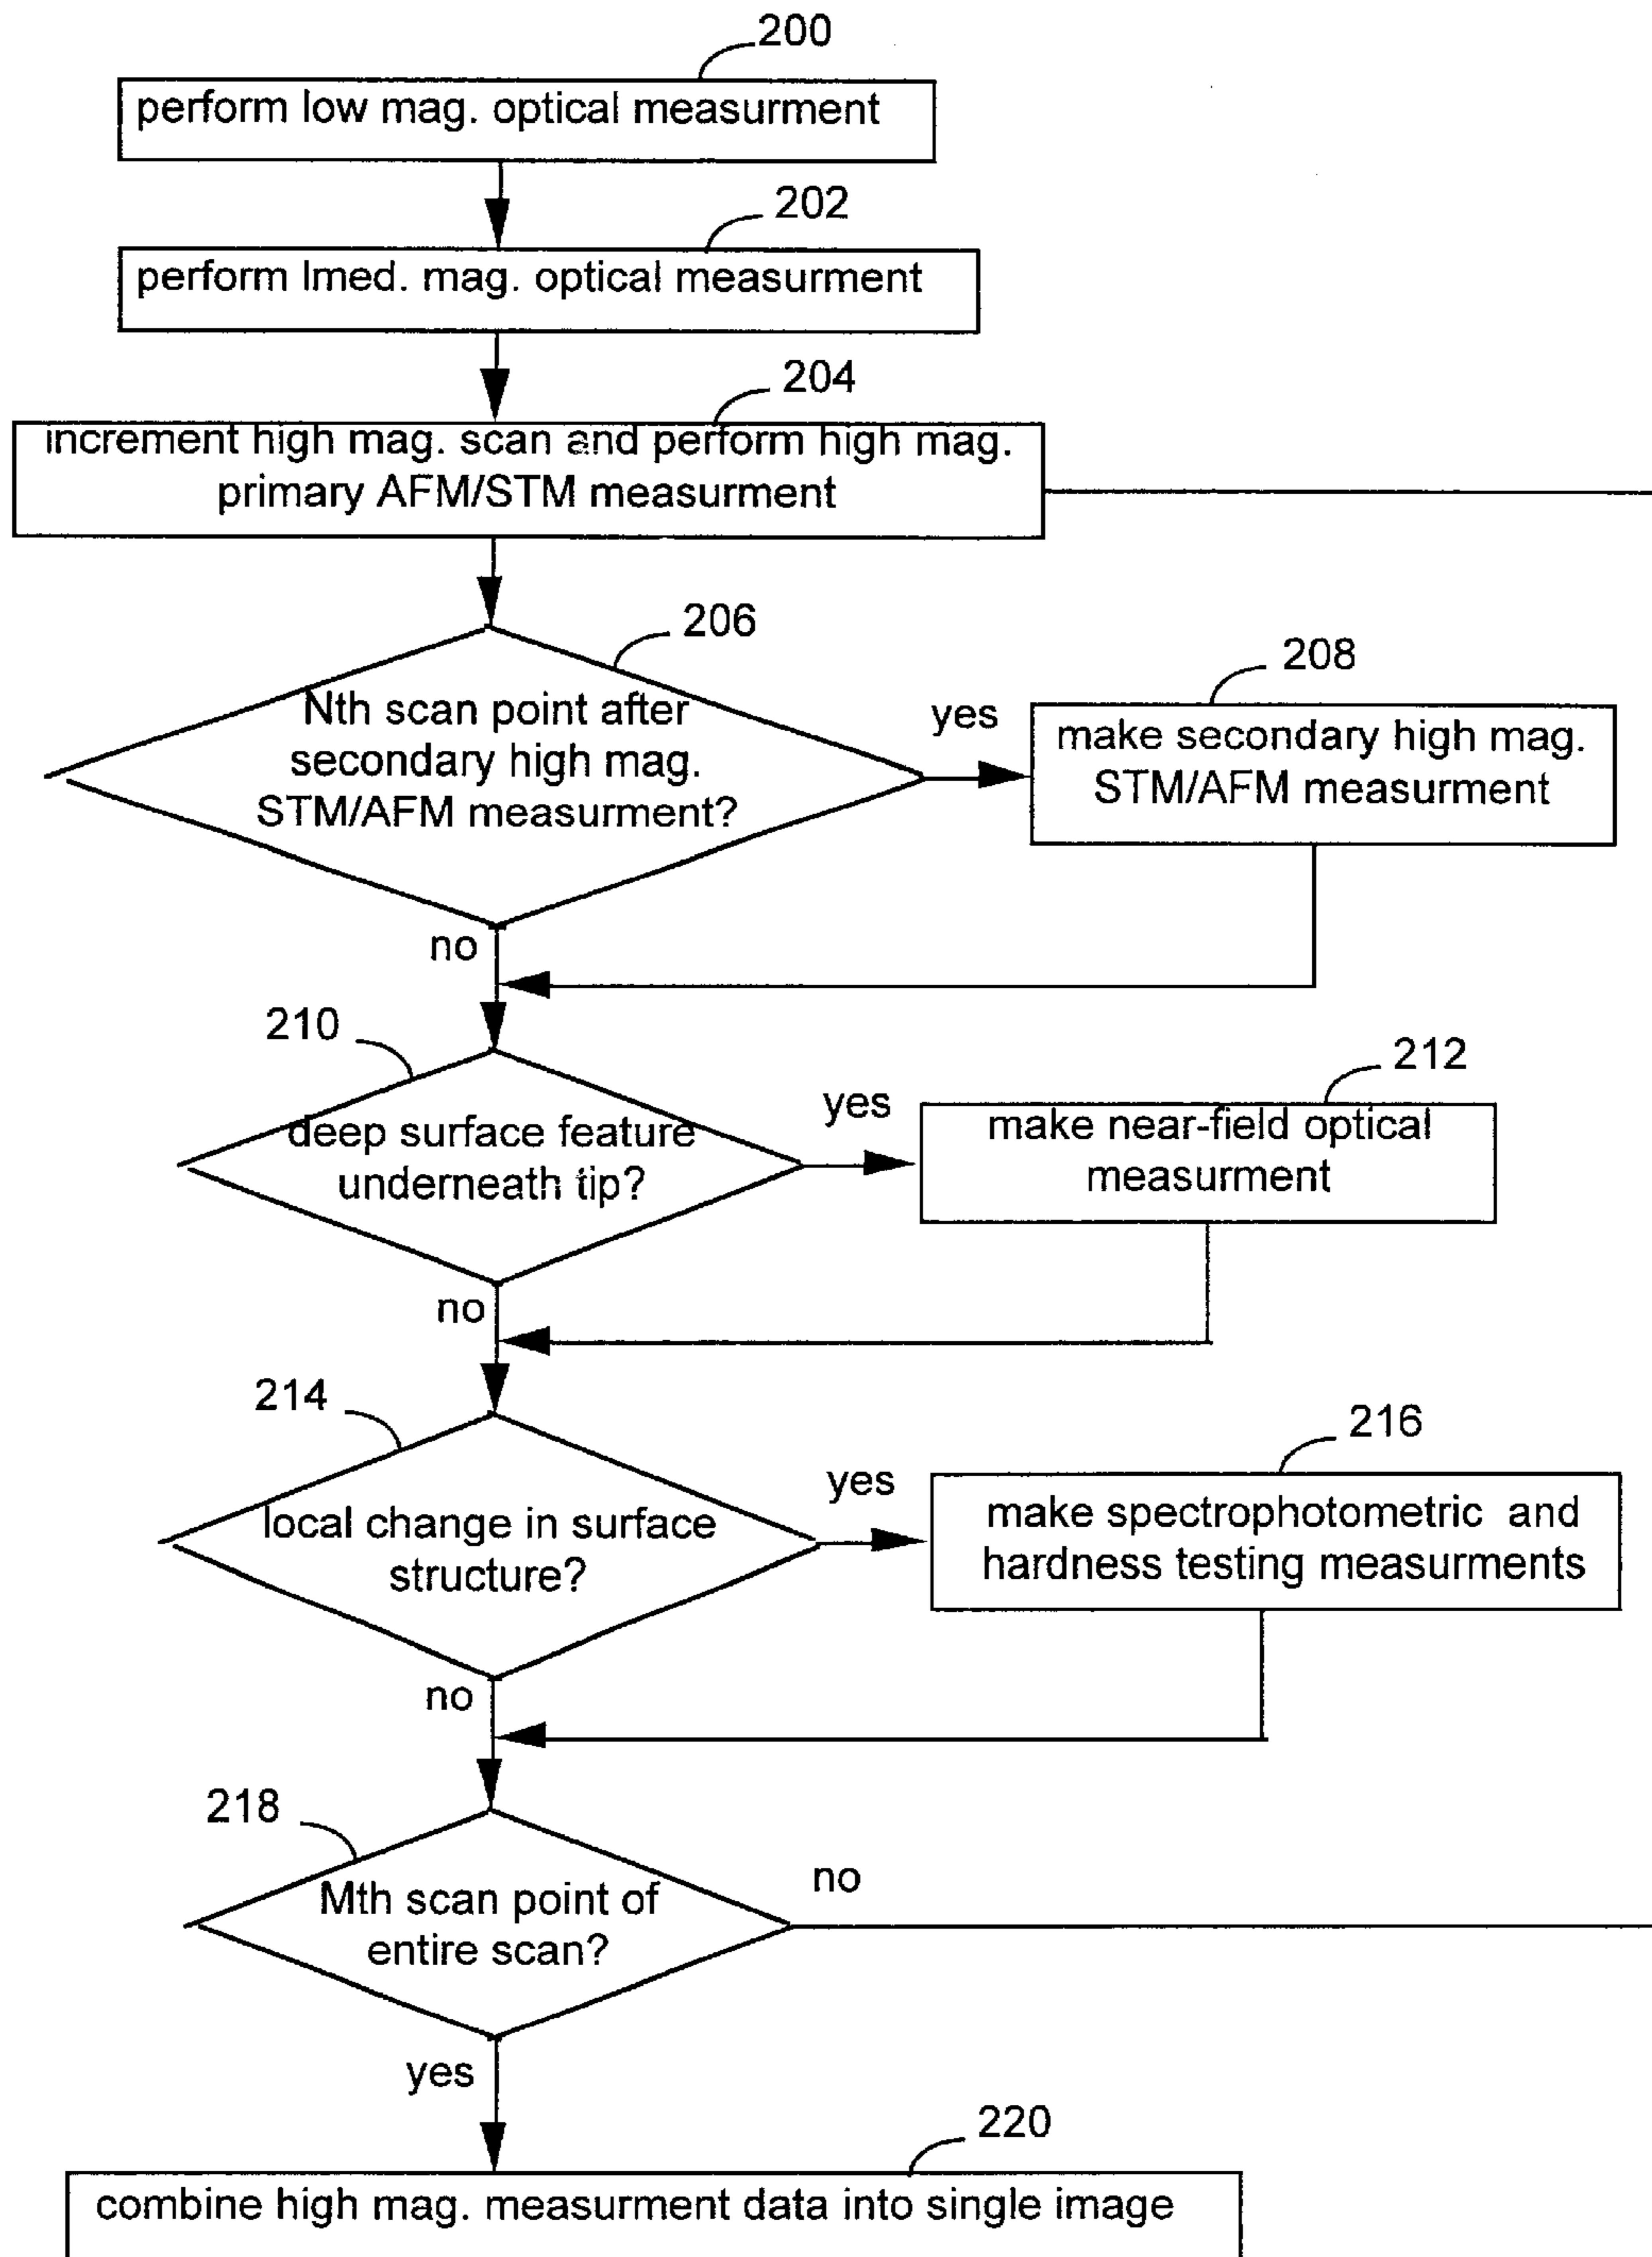 200
perform low mag. optical measurment
202
perform Imed. mag. optical measurment
204
increment high mag. scan and perform high mag.
primary AFM/STM measurment
206
Nth scan point after
secondary high mag.
STM/AFM measurment?
yes
208
make secondary high mag.
STM/AFM measurment
no
210
deep surface feature
underneath tip?
yes
212
make near-field optical
measurment
no
214
local change in surface
structure?
yes
216
make spectrophotometric and
hardness testing measurments
no
218
Mth scan point of
entire scan?
no
yes
220
combine high mag. measurment data into single image